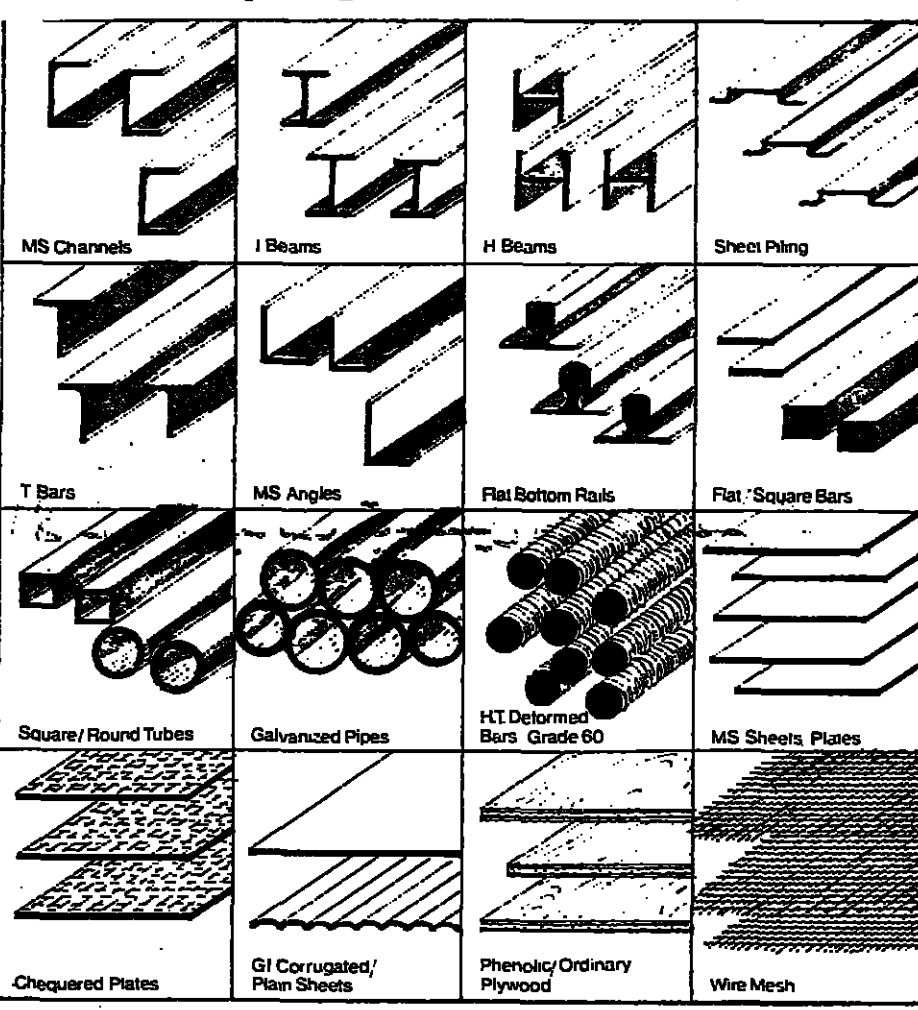 MS Channels
I Beams
H Beams
Sheet Piling
T Bars
MS Angles
Flat Bottom Rails
Flat / Square Bars
Square / Round Tubes
Galvanized Pipes
H.T. Deformed
Bars Grade 60
MS Sheets, Plates
Chequered Plates
GI Corrugated/
Plain Sheets
Phenolic/Ordinary
Plywood
Wire Mesh